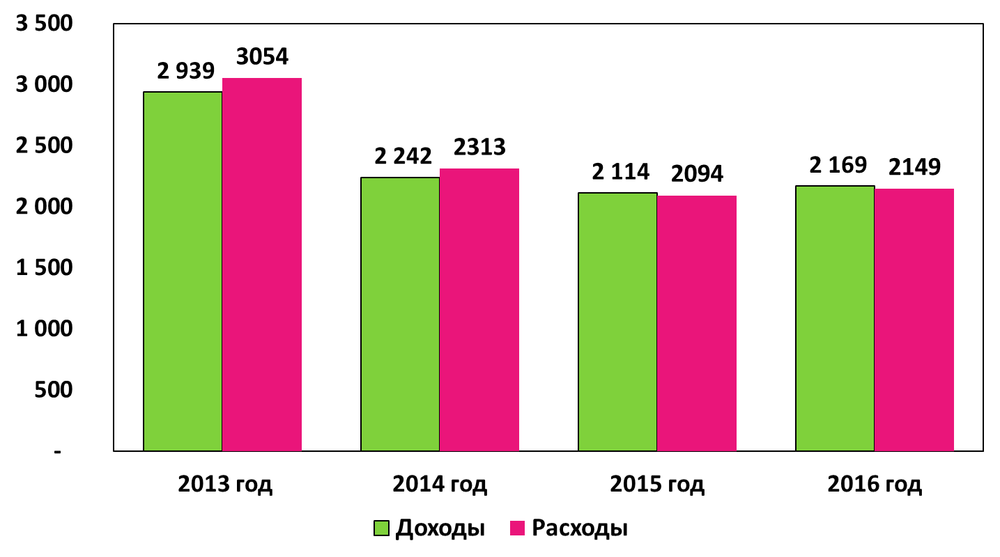 3 500
3 000
2 500
2 000
1 500
1 000
500
-
2 939
3054
2 242
2313
2 114
2094
2 169
2149
2013 год
2014 год
2015 год
2016 год
Доходы
Расходы